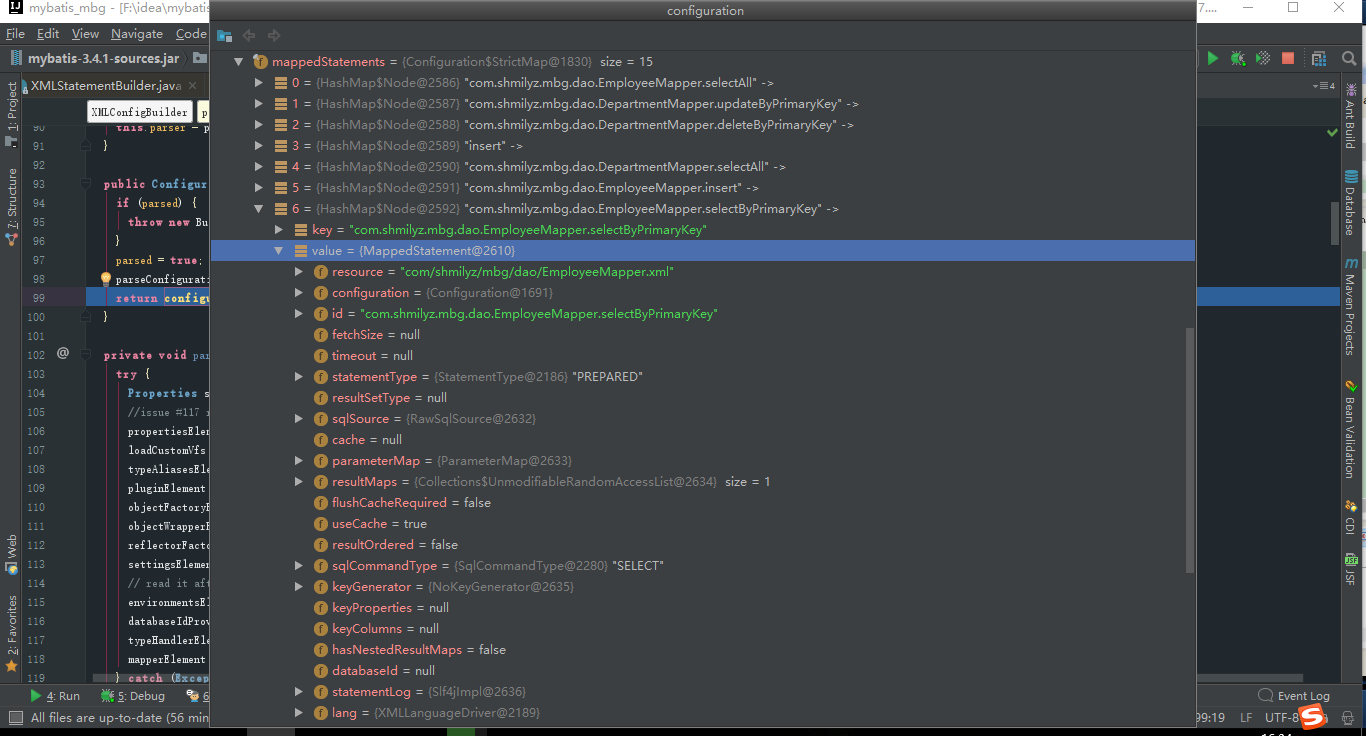 mybatis_mbg - [F:\idea\mybatis
configuration
7....
File Edit View Navigate Code
mybatis-3.4.1-sources.jar
XMLStatementBuilder.java
≡4
XMLConfigBuilder
p
90 this.parser = p
91 }
92
93 public Configur
94 if (parsed) {
95 throw new Bu
96 }
97 parsed = true;
98 parseConfigurati
99 return configu
100 }
101
102 @ private void par
103 try {
104 Properties s
105 //issue #117 r
106 propertiesElem
107 loadCustomVfs
108 typeAliasesEle
109 pluginElement
110 objectFactoryE
111 objectWrapperF
112 reflectorFacto
113 settingsElemen
114 // read it aft
115 environmentsEl
116 databaseIdProv
117 typeHandlerEle
118 mapperElement
119 } catch (Excep
mappedStatements = {Configuration$StrictMap@1830} size = 15
0 = {HashMap$Node@2586} "com.shmilyz.mbg.dao.EmployeeMapper.selectAll" ->
1 = {HashMap$Node@2587} "com.shmilyz.mbg.dao.DepartmentMapper.updateByPrimaryKey" ->
2 = {HashMap$Node@2588} "com.shmilyz.mbg.dao.DepartmentMapper.deleteByPrimaryKey" ->
3 = {HashMap$Node@2589} "insert" ->
4 = {HashMap$Node@2590} "com.shmilyz.mbg.dao.DepartmentMapper.selectAll" ->
5 = {HashMap$Node@2591} "com.shmilyz.mbg.dao.EmployeeMapper.insert" ->
6 = {HashMap$Node@2592} "com.shmilyz.mbg.dao.EmployeeMapper.selectByPrimaryKey" ->
key = "com.shmilyz.mbg.dao.EmployeeMapper.selectByPrimaryKey"
value = {MappedStatement@2610}
f resource = "com/shmilyz/mbg/dao/EmployeeMapper.xml"
f configuration = {Configuration@1691}
f id = "com.shmilyz.mbg.dao.EmployeeMapper.selectByPrimaryKey"
f fetchSize = null
f timeout = null
f statementType = {StatementType@2186} "PREPARED"
f resultSetType = null
f sqlSource = {RawSqlSource@2632}
f cache = null
f parameterMap = {ParameterMap@2633}
f resultMaps = {Collections$UnmodifiableRandomAccessList@2634} size = 1
f flushCacheRequired = false
f useCache = true
f resultOrdered = false
f sqlCommandType = {SqlCommandType@2280} "SELECT"
f keyGenerator = {NoKeyGenerator@2635}
f keyProperties = null
f keyColumns = null
f hasNestedResultMaps = false
f databaseId = null
f statementLog = {Slf4jImpl@2636}
f lang = {XMLLanguageDriver@2189}
1: Project
7: Structure
Web
2: Favorites
Ant Build
Database
Maven Projects
Bean Validation
CDI
JSF
4: Run
5: Debug
6
Event Log
All files are up-to-date (56 min
99:19
LF
UTF-8